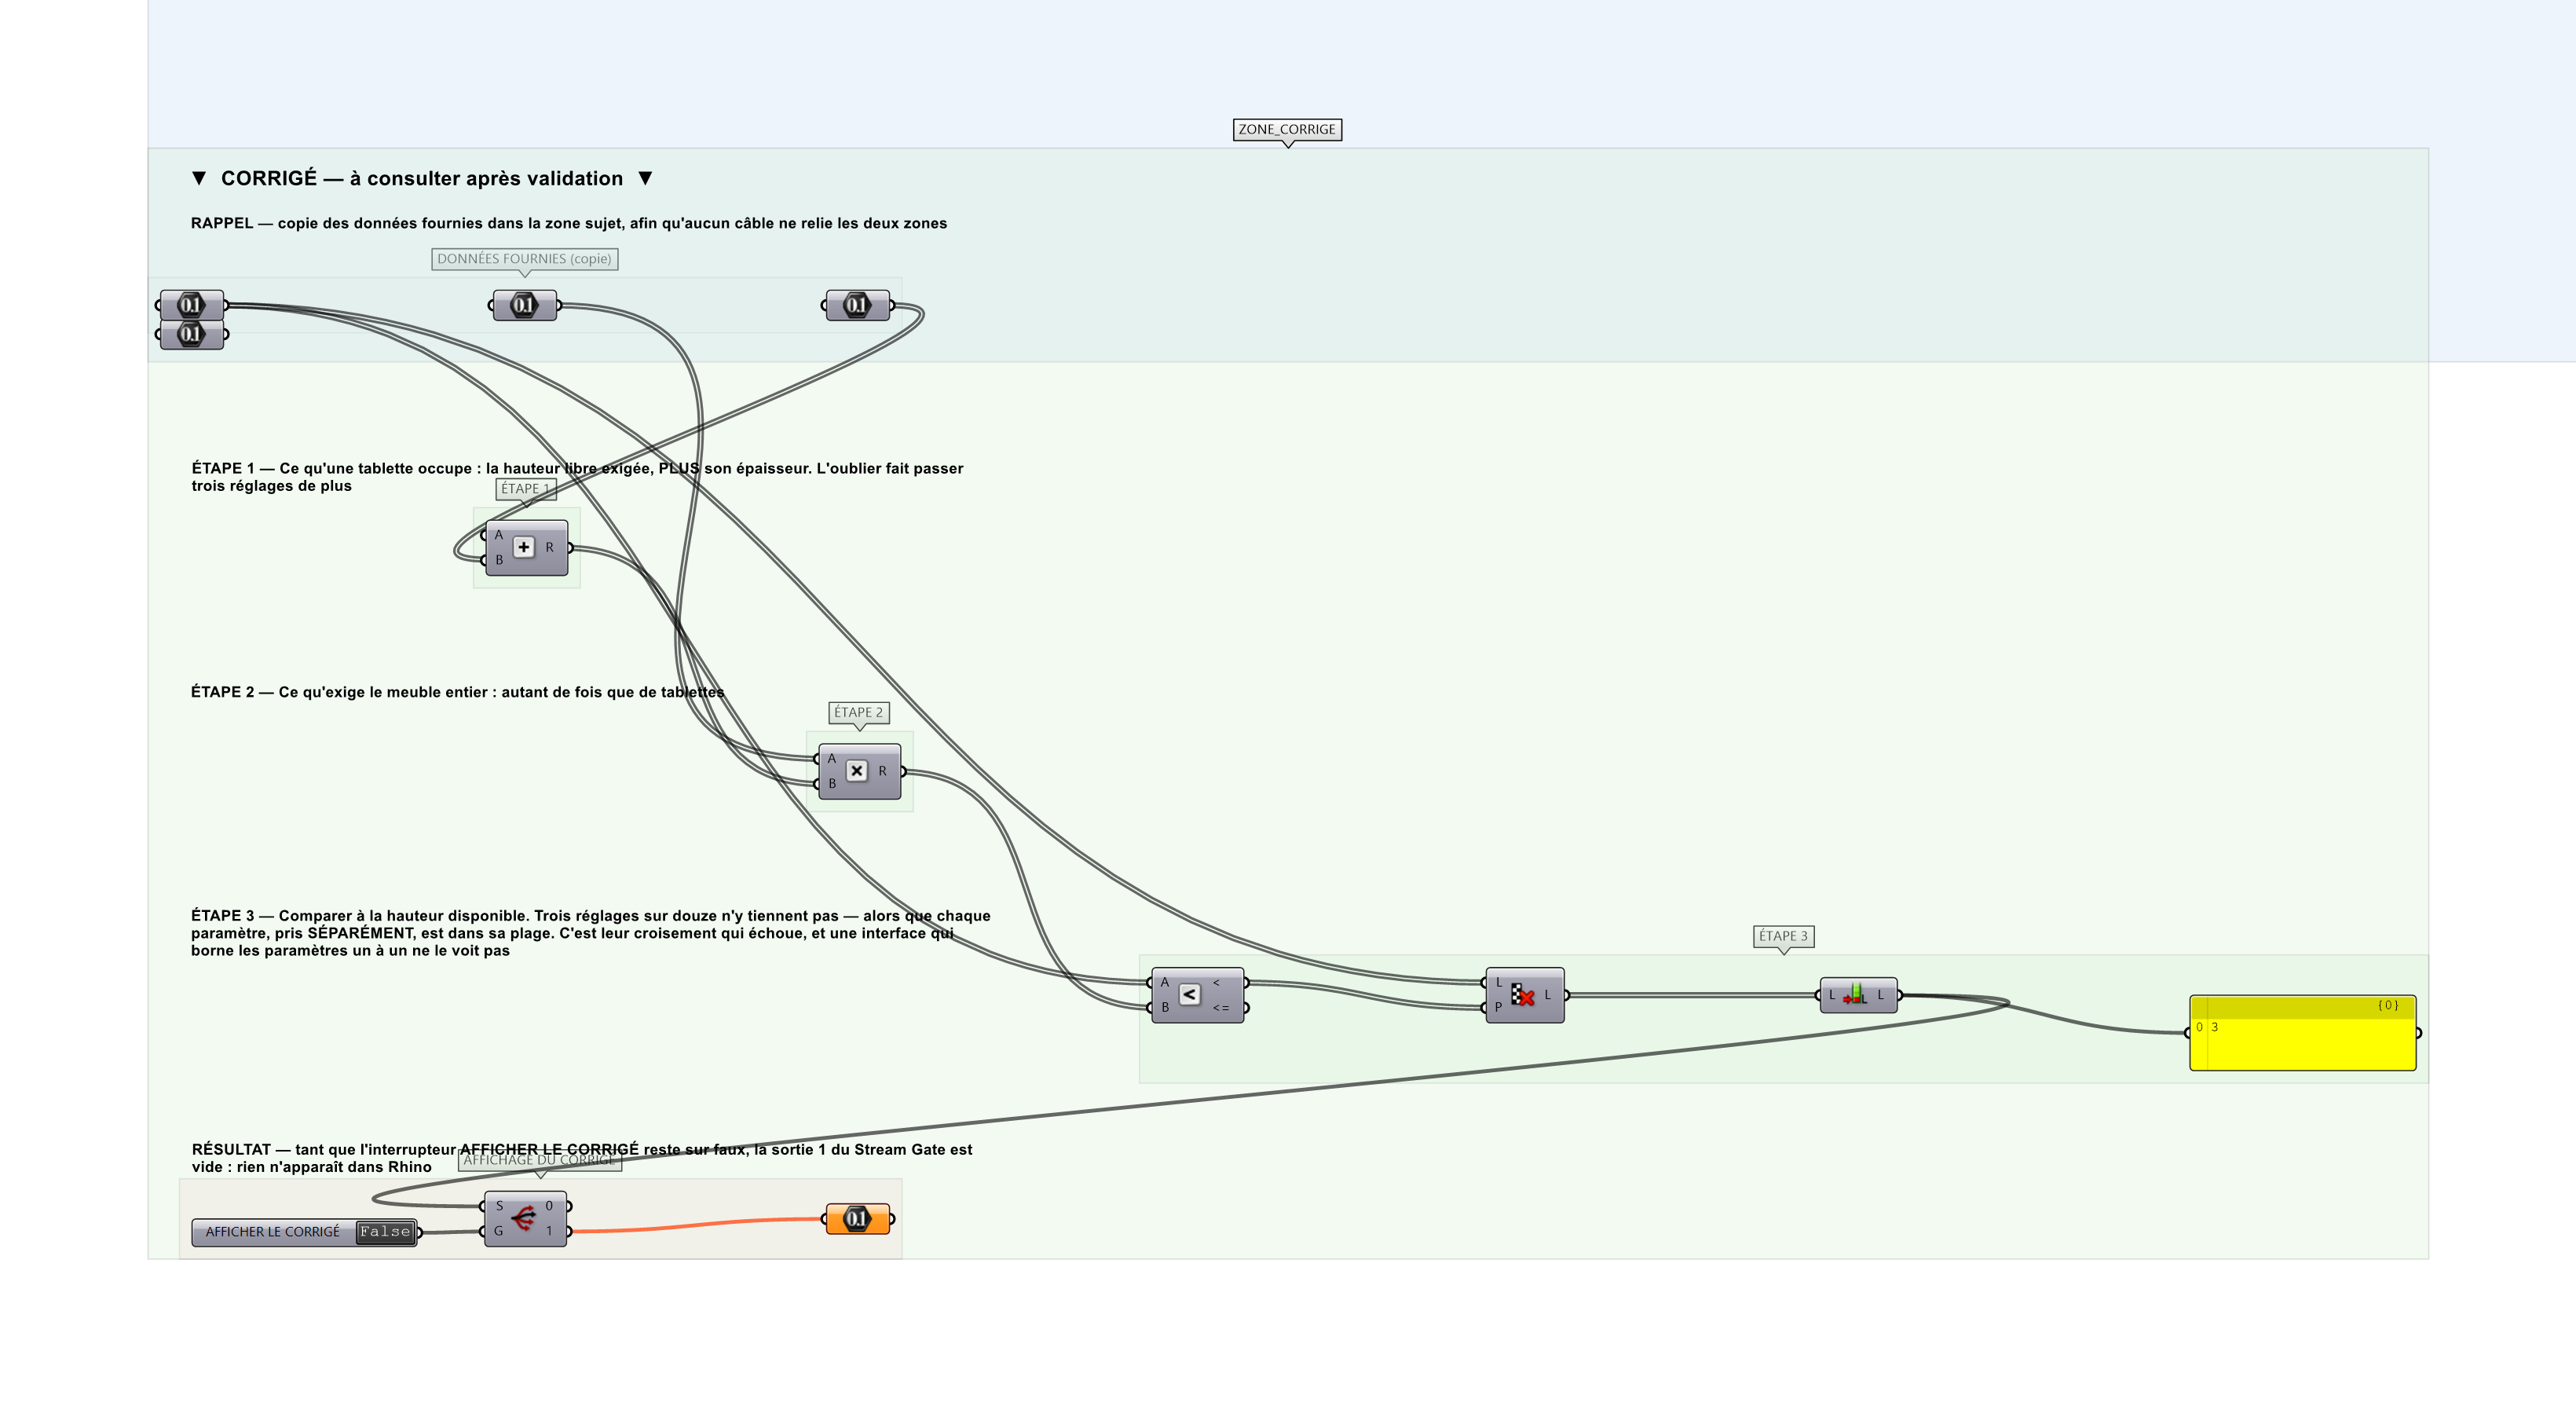 ZONE_CORRIGE
▼ CORRIGÉ — à consulter après validation ▼
RAPPEL — copie des données fournies dans la zone sujet, afin qu'aucun câble ne relie les deux zones
DONNÉES FOURNIES (copie)
0.1 0.1 0.1
0.1
ÉTAPE 1 — Ce qu'une tablette occupe : la hauteur libre exigée, PLUS son épaisseur. L'oublier fait passer
trois réglages de plus
ÉTAPE 1
A R
B
ÉTAPE 2 — Ce qu'exige le meuble entier : autant de fois que de tablettes
ÉTAPE 2
A R
B
ÉTAPE 3 — Comparer à la hauteur disponible. Trois réglages sur douze n'y tiennent pas — alors que chaque
paramètre, pris SÉPARÉMENT, est dans sa plage. C'est leur croisement qui échoue, et une interface qui
borne les paramètres un à un ne le voit pas
ÉTAPE 3
A < L L L L
B <= P
{ 0 }
0 3
RÉSULTAT — tant que l'interrupteur AFFICHER LE CORRIGÉ reste sur faux, la sortie 1 du Stream Gate est
vide : rien n'apparaît dans Rhino
AFFICHAGE DU CORRIGÉ
S 0
AFFICHER LE CORRIGÉ False G 1 0.1